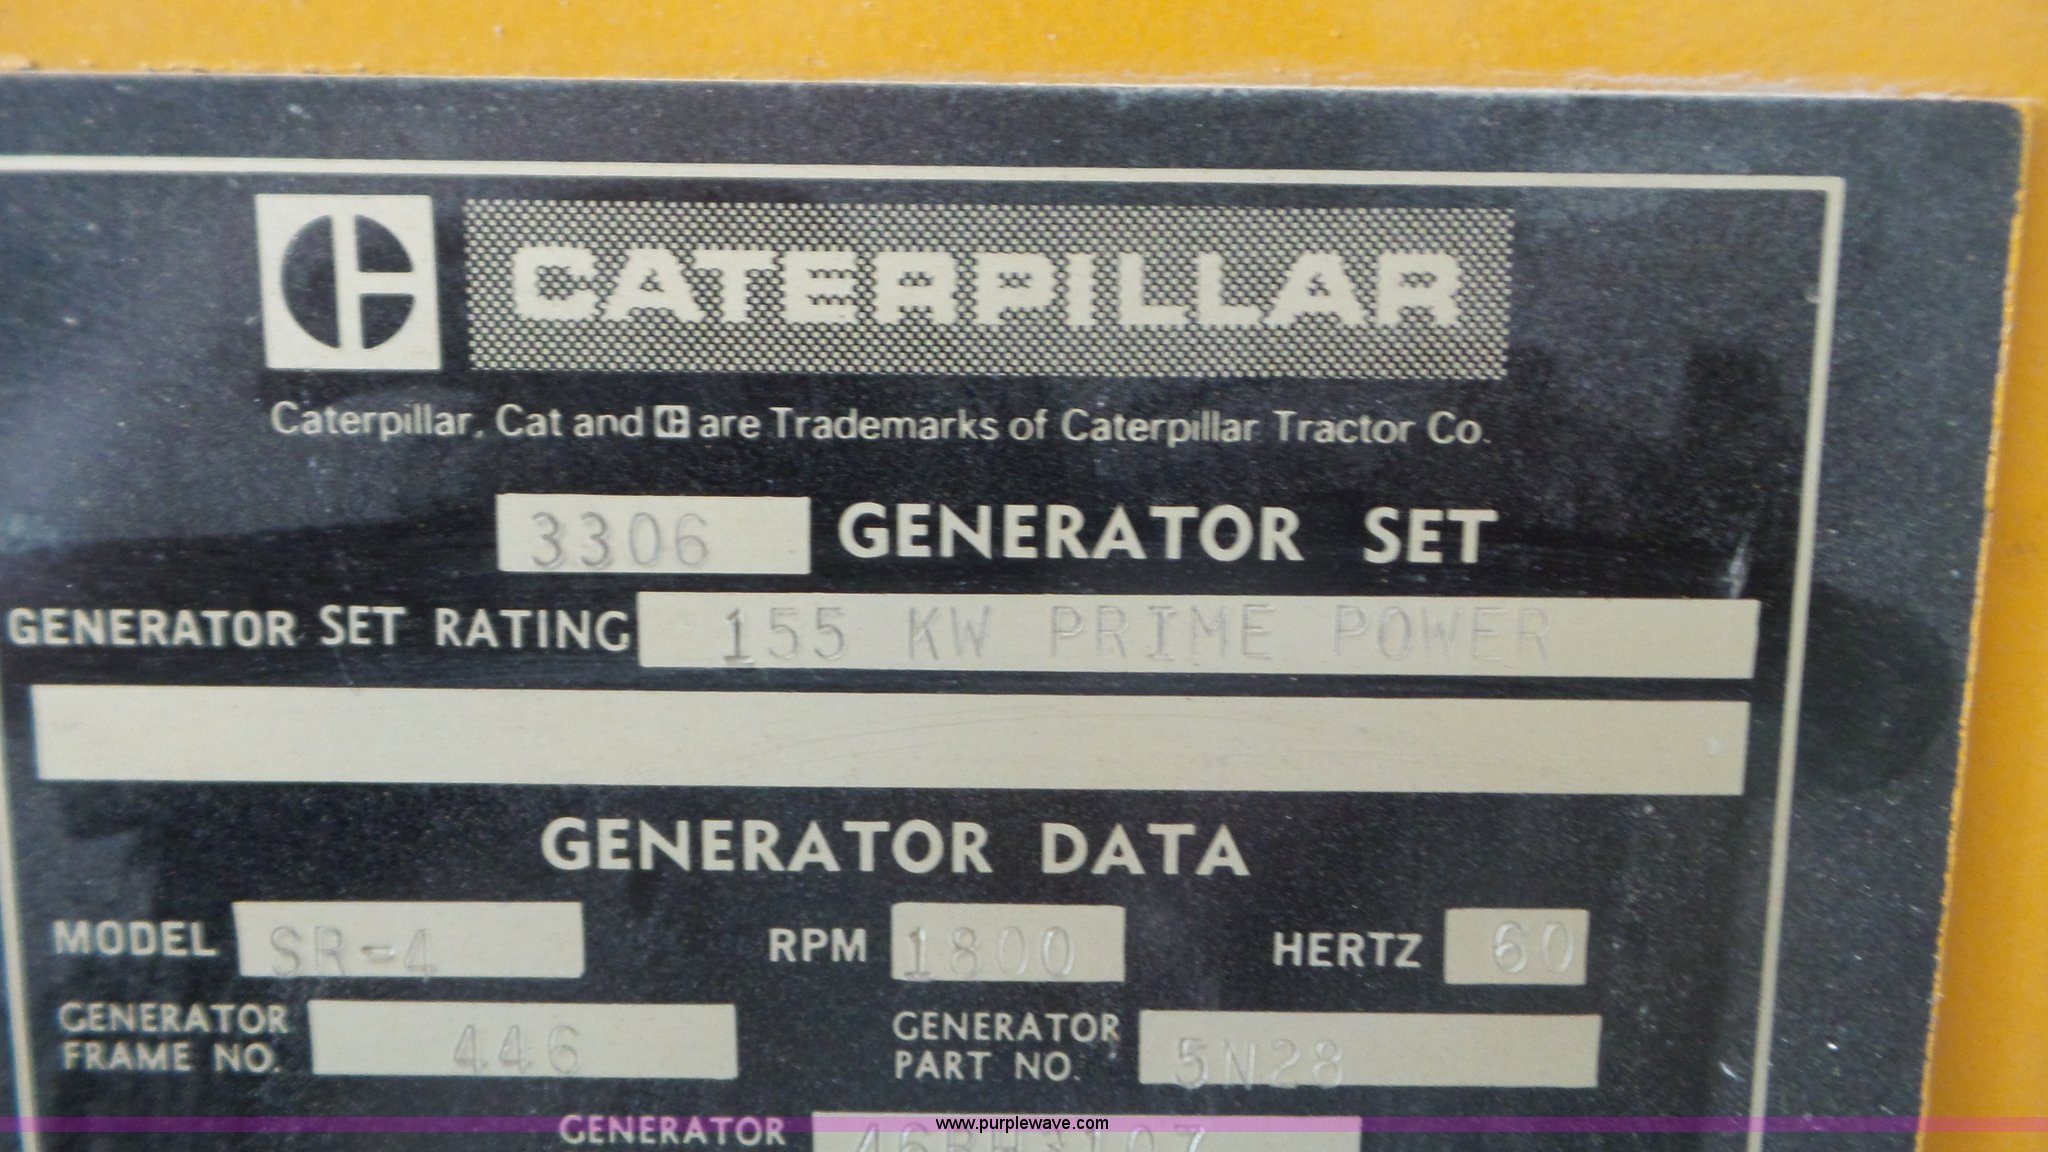 CATERPILLAR
Caterpillar, Cat and C are Trademarks of Caterpillar Tractor Co.
3306 GENERATOR SET
GENERATOR SET RATING 155 KW PRIME POWER
GENERATOR DATA
MODEL SR-4 RPM 1800 HERTZ 60
GENERATOR FRAME NO. 446 GENERATOR PART NO. 5N28
GENERATOR
www.purplewave.com